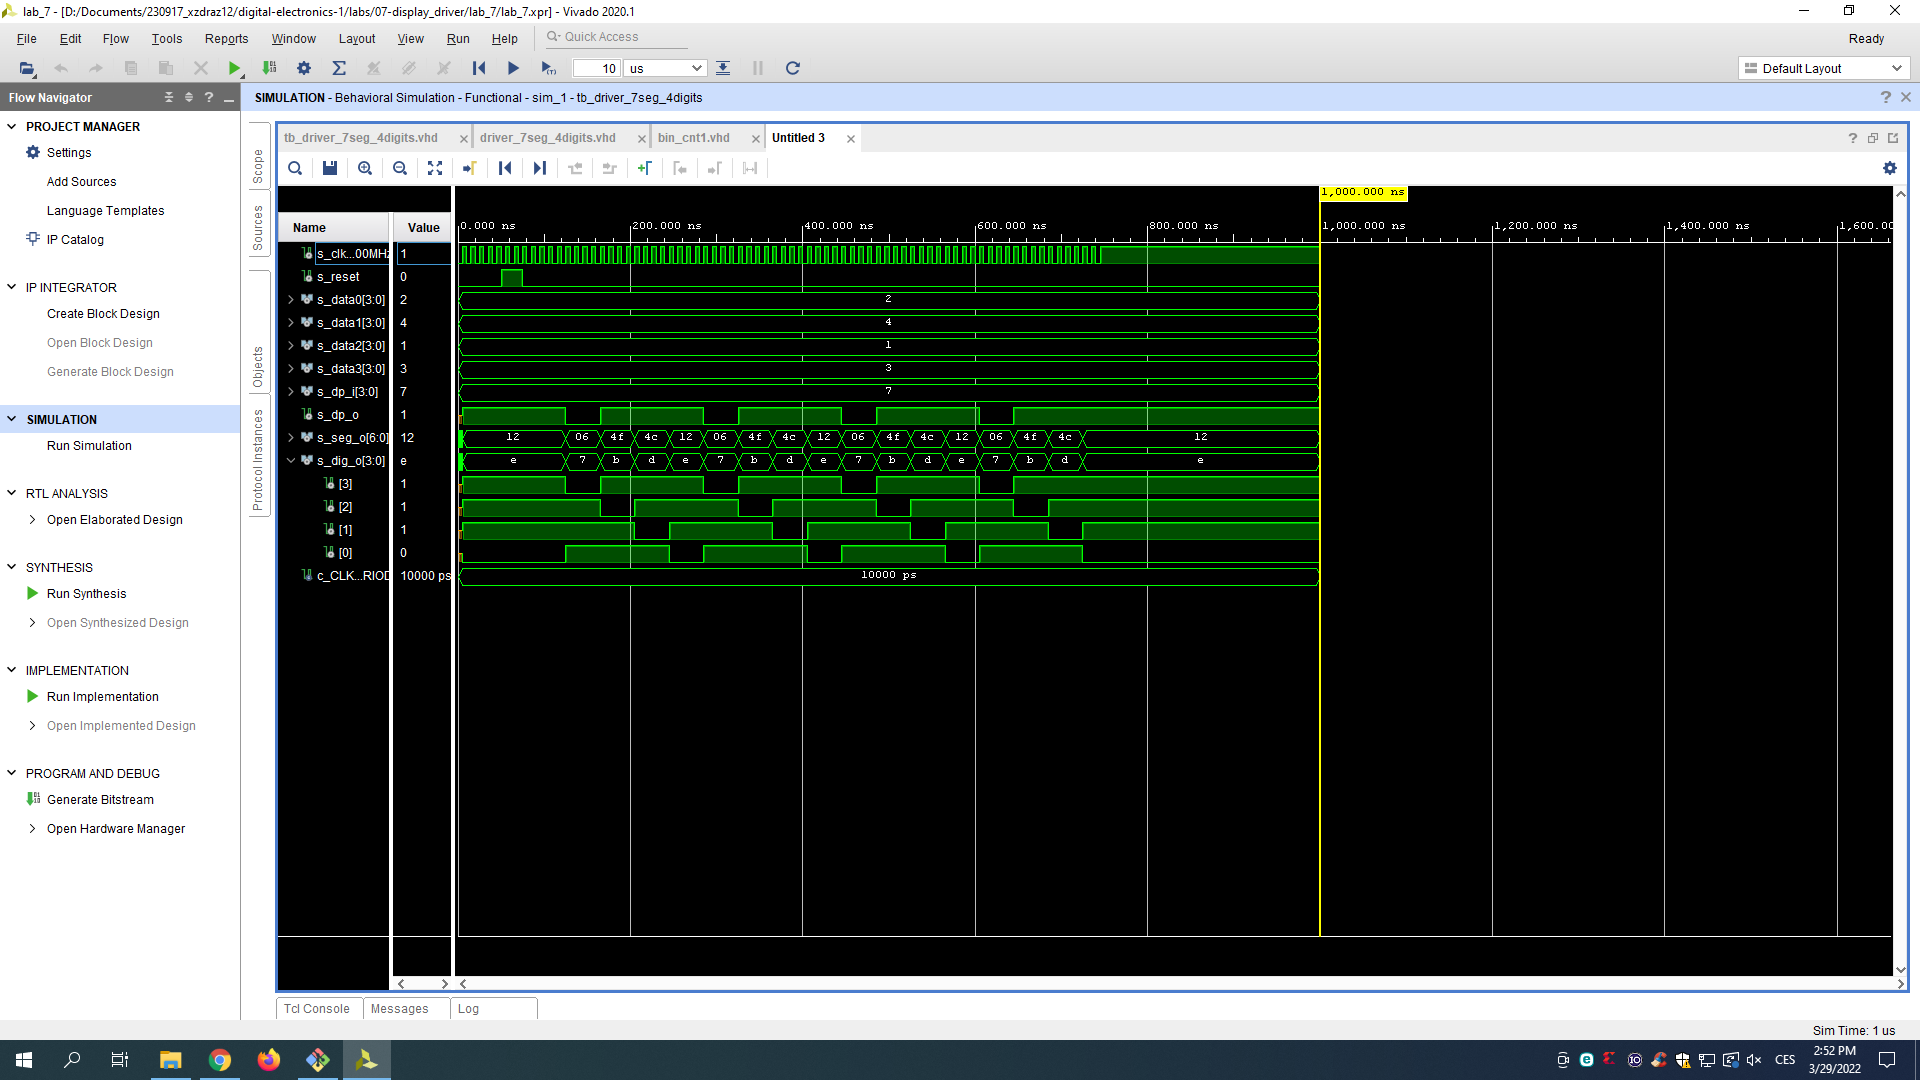 lab_7 - [D:/Documents/230917_xzdraz12/digital-electronics-1/labs/07-display_driver/lab_7/lab_7.xpr] - Vivado 2020.1
File Edit Flow Tools Reports Window Layout View Run Help Quick Access Ready
10 us Default Layout
Flow Navigator
SIMULATION - Behavioral Simulation - Functional - sim_1 - tb_driver_7seg_4digits
PROJECT MANAGER
Settings
Add Sources
Language Templates
IP Catalog
IP INTEGRATOR
Create Block Design
Open Block Design
Generate Block Design
SIMULATION
Run Simulation
RTL ANALYSIS
Open Elaborated Design
SYNTHESIS
Run Synthesis
Open Synthesized Design
IMPLEMENTATION
Run Implementation
Open Implemented Design
PROGRAM AND DEBUG
Generate Bitstream
Open Hardware Manager
Scope
Sources
Objects
Protocol Instances
tb_driver_7seg_4digits.vhd driver_7seg_4digits.vhd bin_cnt1.vhd Untitled 3
1,000.000 ns
Name Value 0.000 ns 200.000 ns 400.000 ns 600.000 ns 800.000 ns 1,000.000 ns 1,200.000 ns 1,400.000 ns 1,600.00
s_clk...00MHz 1
s_reset 0
s_data0[3:0] 2 2
s_data1[3:0] 4 4
s_data2[3:0] 1 1
s_data3[3:0] 3 3
s_dp_i[3:0] 7 7
s_dp_o 1
s_seg_o[6:0] 12 12 06 4f 4c 12 06 4f 4c 12 06 4f 4c 12 06 4f 4c 12
s_dig_o[3:0] e e 7 b d e 7 b d e 7 b d e 7 b d e
[3] 1
[2] 1
[1] 1
[0] 0
c_CLK...RIOD 10000 ps 10000 ps
Tcl Console Messages Log
Sim Time: 1 us
CES
2:52 PM
3/29/2022